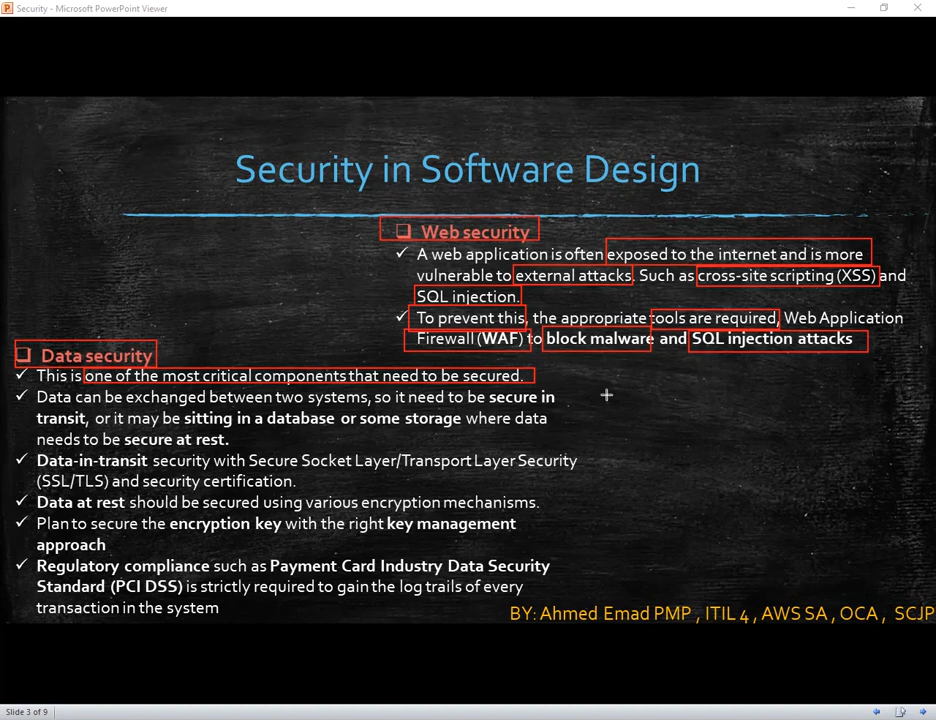 Security - Microsoft PowerPoint Viewer
Security in Software Design
Web security
A web application is often exposed to the internet and is more
vulnerable to external attacks. Such as cross-site scripting (XSS) and
SQL injection.
To prevent this, the appropriate tools are required, Web Application
Firewall (WAF) to block malware and SQL injection attacks
Data security
This is one of the most critical components that need to be secured.
Data can be exchanged between two systems, so it need to be secure in
transit, or it may be sitting in a database or some storage where data
needs to be secure at rest.
Data-in-transit security with Secure Socket Layer/Transport Layer Security
(SSL/TLS) and security certification.
Data at rest should be secured using various encryption mechanisms.
Plan to secure the encryption key with the right key management
approach
Regulatory compliance such as Payment Card Industry Data Security
Standard (PCI DSS) is strictly required to gain the log trails of every
transaction in the system
BY: Ahmed Emad PMP , ITIL 4 , AWS SA , OCA , SCJP
Slide 3 of 9